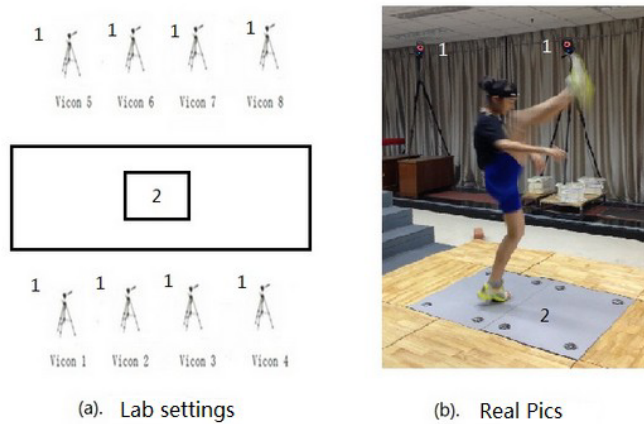 1 1 1 1
Vicon 5 Vicon 6 Vicon 7 Vicon 8
2
1 1 1 1
Vicon 1 Vicon 2 Vicon 3 Vicon 4
(a). Lab settings
1 1
2
(b). Real Pics